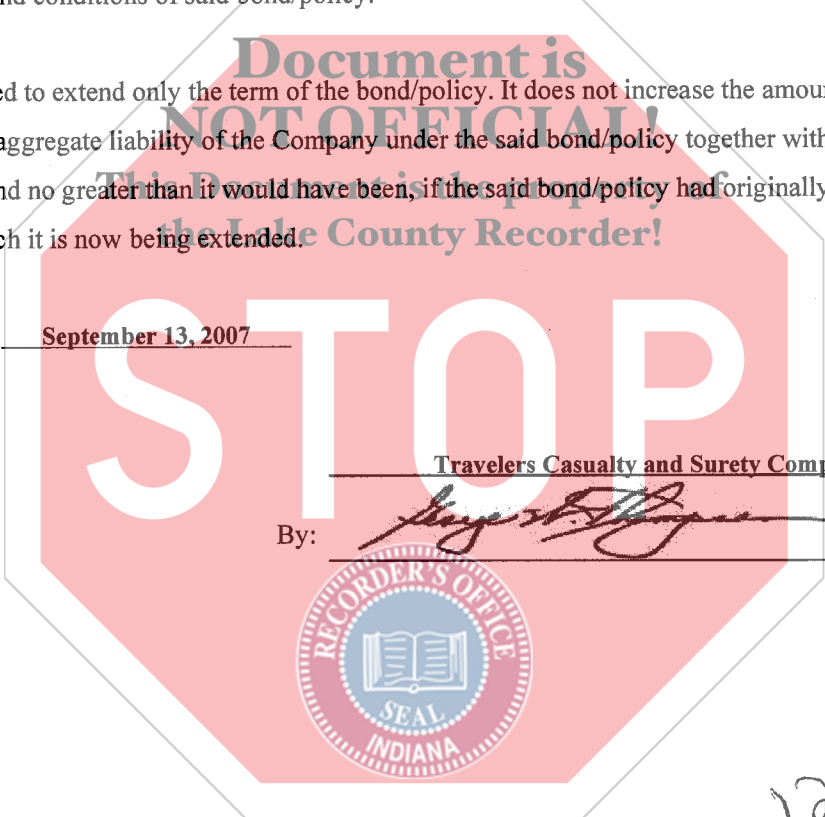 nd conditions of said bond/policy.
Document is
ed to extend only the term of the bond/policy. It does not increase the amou
NOT OFFICIAL!
aggregate liability of the Company under the said bond/policy together with
This Document is the property of
nd no greater than it would have been, if the said bond/policy had originally
the Lake County Recorder!
ch it is now being extended.
STOP
September 13, 2007
Travelers Casualty and Surety Comp
By:
RECORDER'S OFFICE
SEAL
INDIANA